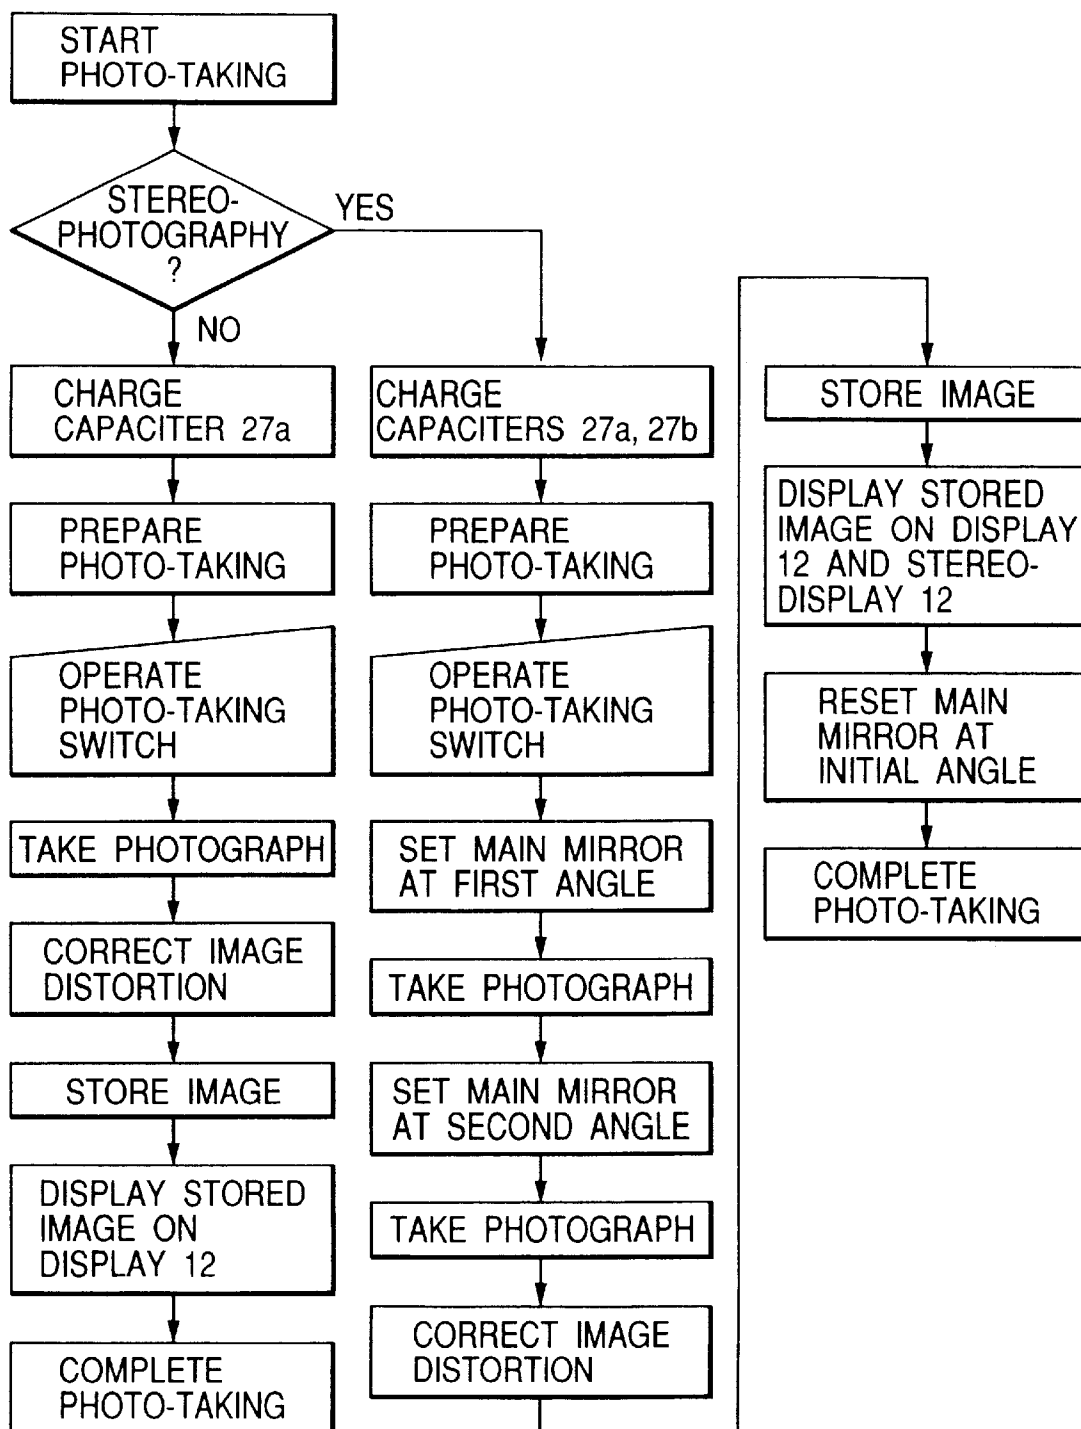 START
PHOTO-TAKING
STEREO-
PHOTOGRAPHY
?
YES
NO
CHARGE
CAPACITER 27a
PREPARE
PHOTO-TAKING
OPERATE
PHOTO-TAKING
SWITCH
TAKE PHOTOGRAPH
CORRECT IMAGE
DISTORTION
STORE IMAGE
DISPLAY STORED
IMAGE ON
DISPLAY 12
COMPLETE
PHOTO-TAKING
CHARGE
CAPACITERS 27a, 27b
PREPARE
PHOTO-TAKING
OPERATE
PHOTO-TAKING
SWITCH
SET MAIN MIRROR
AT FIRST ANGLE
TAKE PHOTOGRAPH
SET MAIN MIRROR
AT SECOND ANGLE
TAKE PHOTOGRAPH
CORRECT IMAGE
DISTORTION
STORE IMAGE
DISPLAY STORED
IMAGE ON DISPLAY
12 AND STEREO-
DISPLAY 12
RESET MAIN
MIRROR AT
INITIAL ANGLE
COMPLETE
PHOTO-TAKING